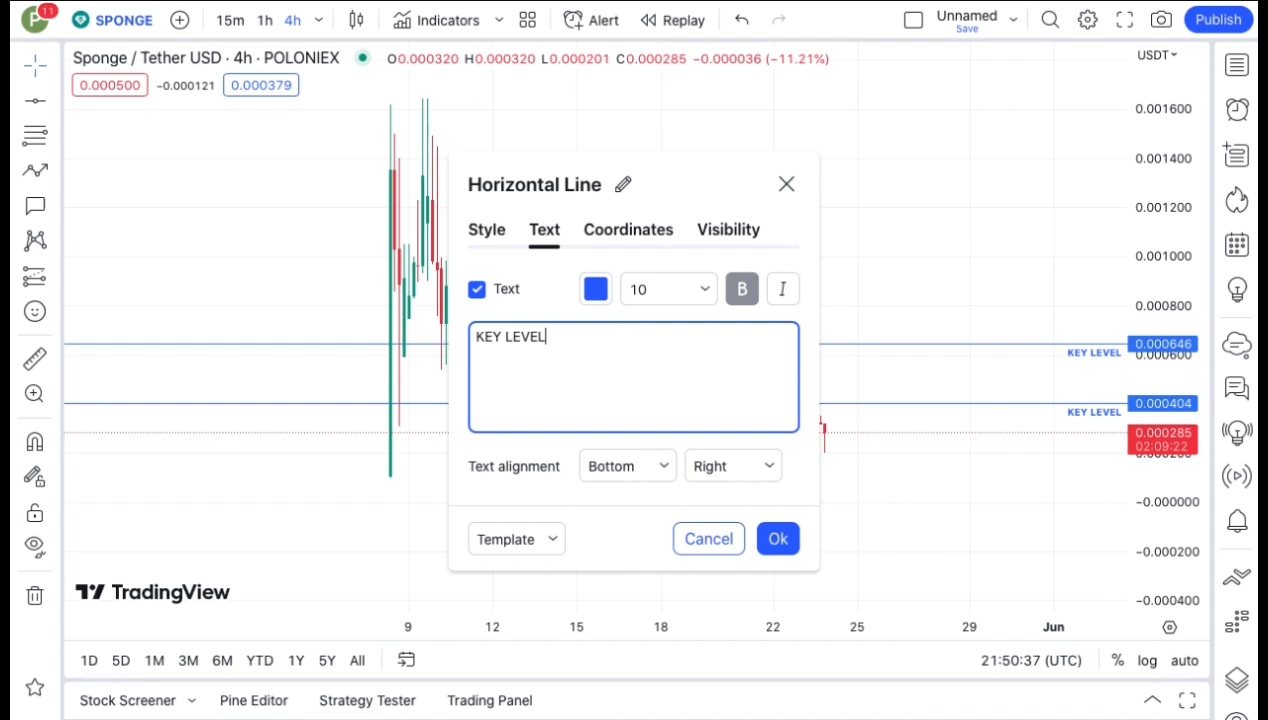 P 11 SPONGE 15m 1h 4h Indicators Alert Replay Unnamed Save Publish
Sponge / Tether USD · 4h · POLONIEX O0.000320 H0.000320 L0.000201 C0.000285 −0.000036 (−11.21%) USDT
0.000500 −0.000121 0.000379
0.001600
0.001400
0.001200
0.001000
0.000800
0.000646
KEY LEVEL 0.000600
0.000404
KEY LEVEL
0.000285
02:09:22
−0.000000
−0.000200
−0.000400
Horizontal Line
Style Text Coordinates Visibility
Text 10 B I
KEY LEVEL
Text alignment Bottom Right
Template Cancel Ok
TradingView
9 12 15 18 22 25 29 Jun
1D 5D 1M 3M 6M YTD 1Y 5Y All 21:50:37 (UTC) % log auto
Stock Screener Pine Editor Strategy Tester Trading Panel